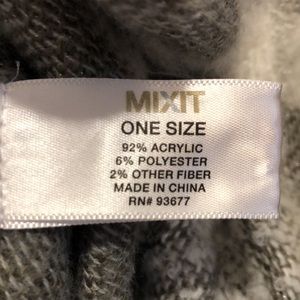 MIXIT
ONE SIZE
92% ACRYLIC
6% POLYESTER
2% OTHER FIBER
MADE IN CHINA
RN# 93677